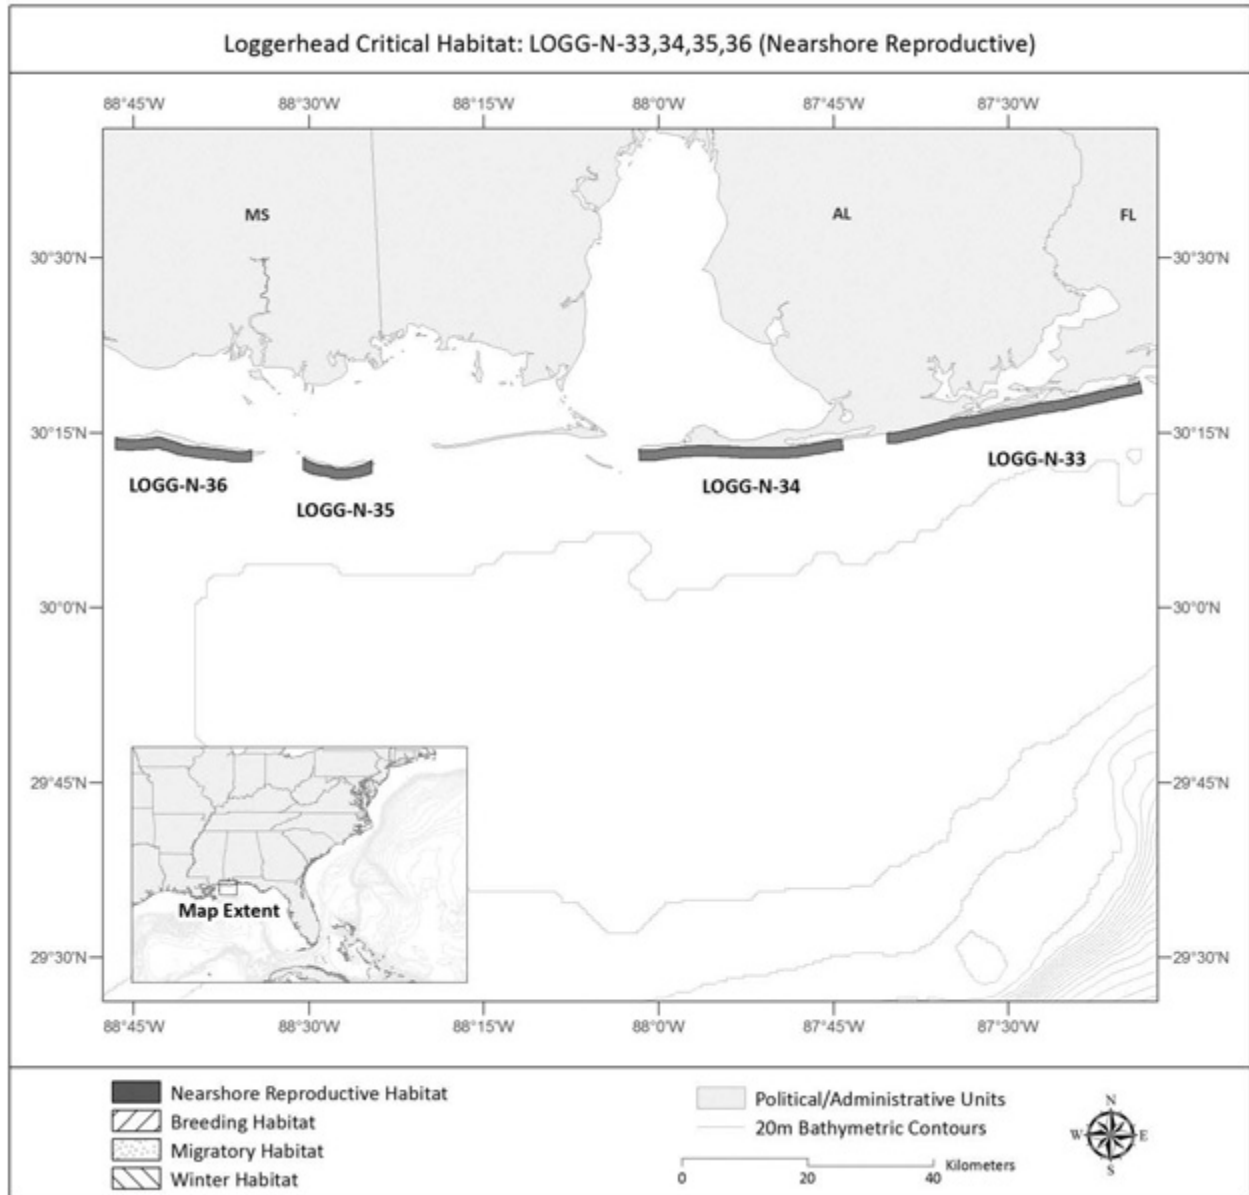 Loggerhead Critical Habitat: LOGG-N-33,34,35,36 (Nearshore Reproductive)
88°45'W 88°30'W 88°15'W 88°0'W 87°45'W 87°30'W
MS AL FL
30°30'N 30°30'N
30°15'N 30°15'N
LOGG-N-33
LOGG-N-36 LOGG-N-34
LOGG-N-35
30°0'N 30°0'N
29°45'N 29°45'N
Map Extent
29°30'N 29°30'N
88°45'W 88°30'W 88°15'W 88°0'W 87°45'W 87°30'W
Nearshore Reproductive Habitat
Breeding Habitat
Migratory Habitat
Winter Habitat
Political/Administrative Units
20m Bathymetric Contours
Kilometers
0 20 40
N
W E
S